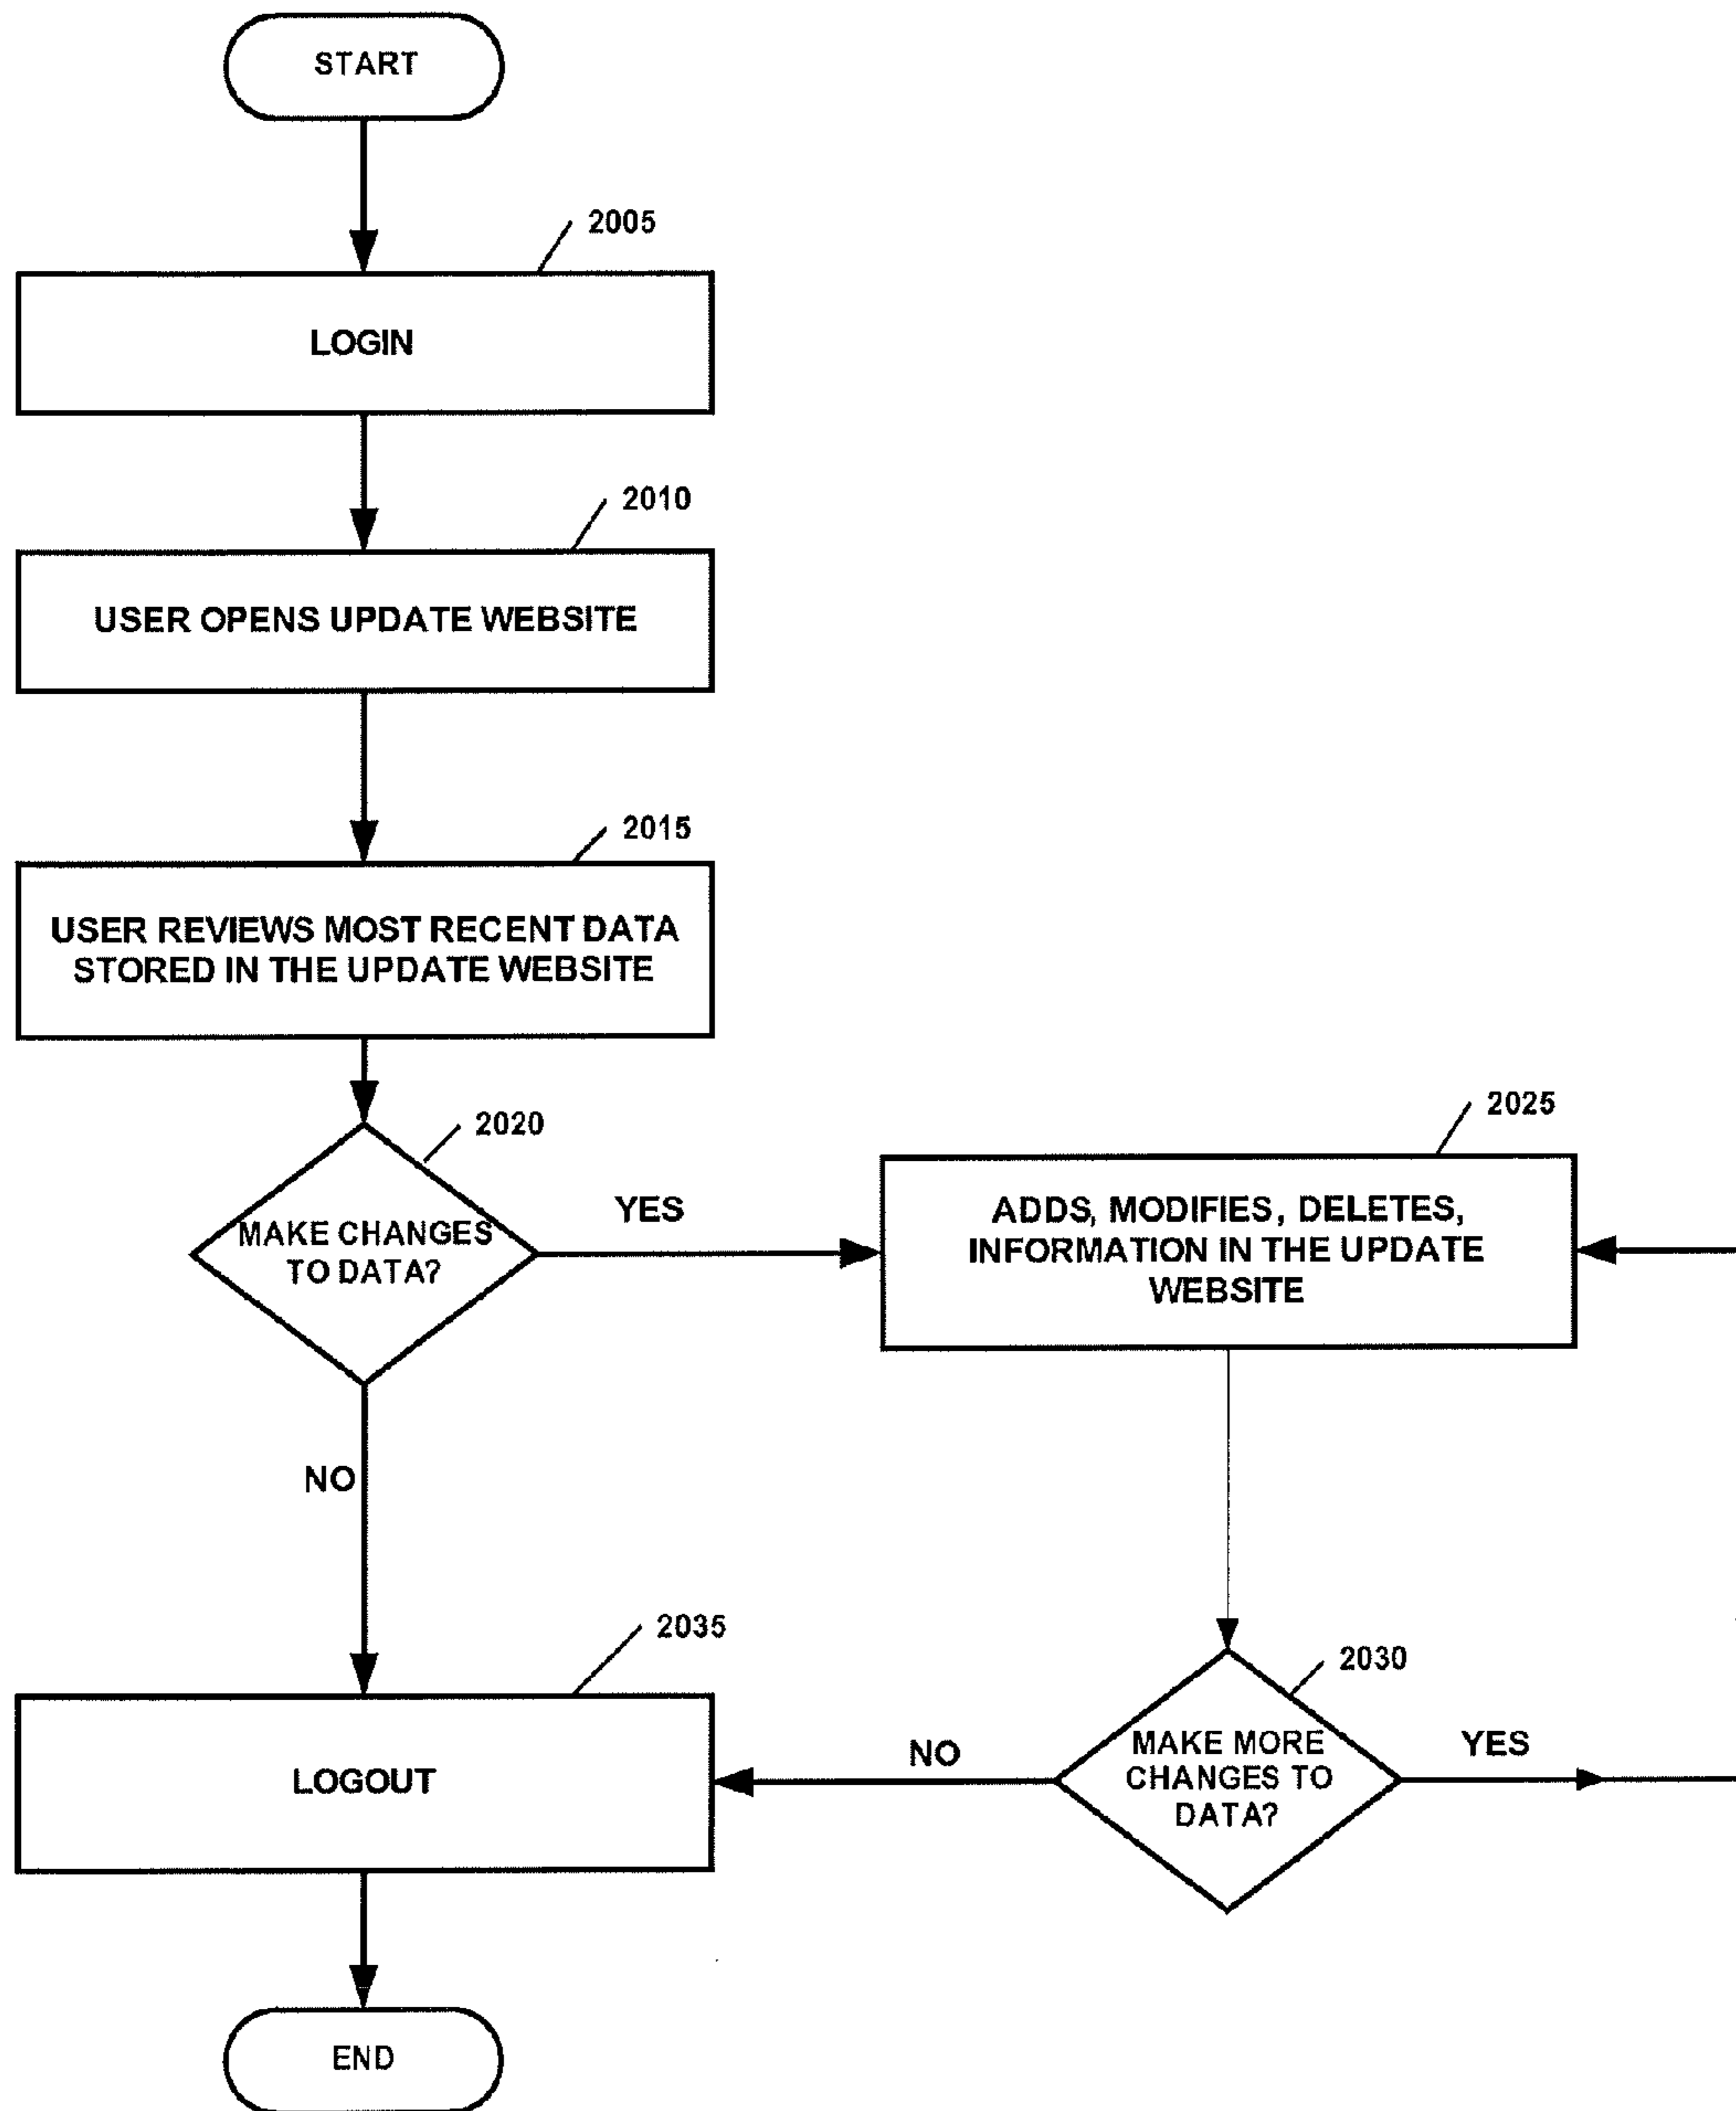 START
2005
LOGIN
2010
USER OPENS UPDATE WEBSITE
2015
USER REVIEWS MOST RECENT DATA
STORED IN THE UPDATE WEBSITE
2020
MAKE CHANGES
TO DATA?
YES
2025
ADDS, MODIFIES, DELETES,
INFORMATION IN THE UPDATE
WEBSITE
NO
2035
LOGOUT
2030
MAKE MORE
CHANGES TO
DATA?
NO
YES
END